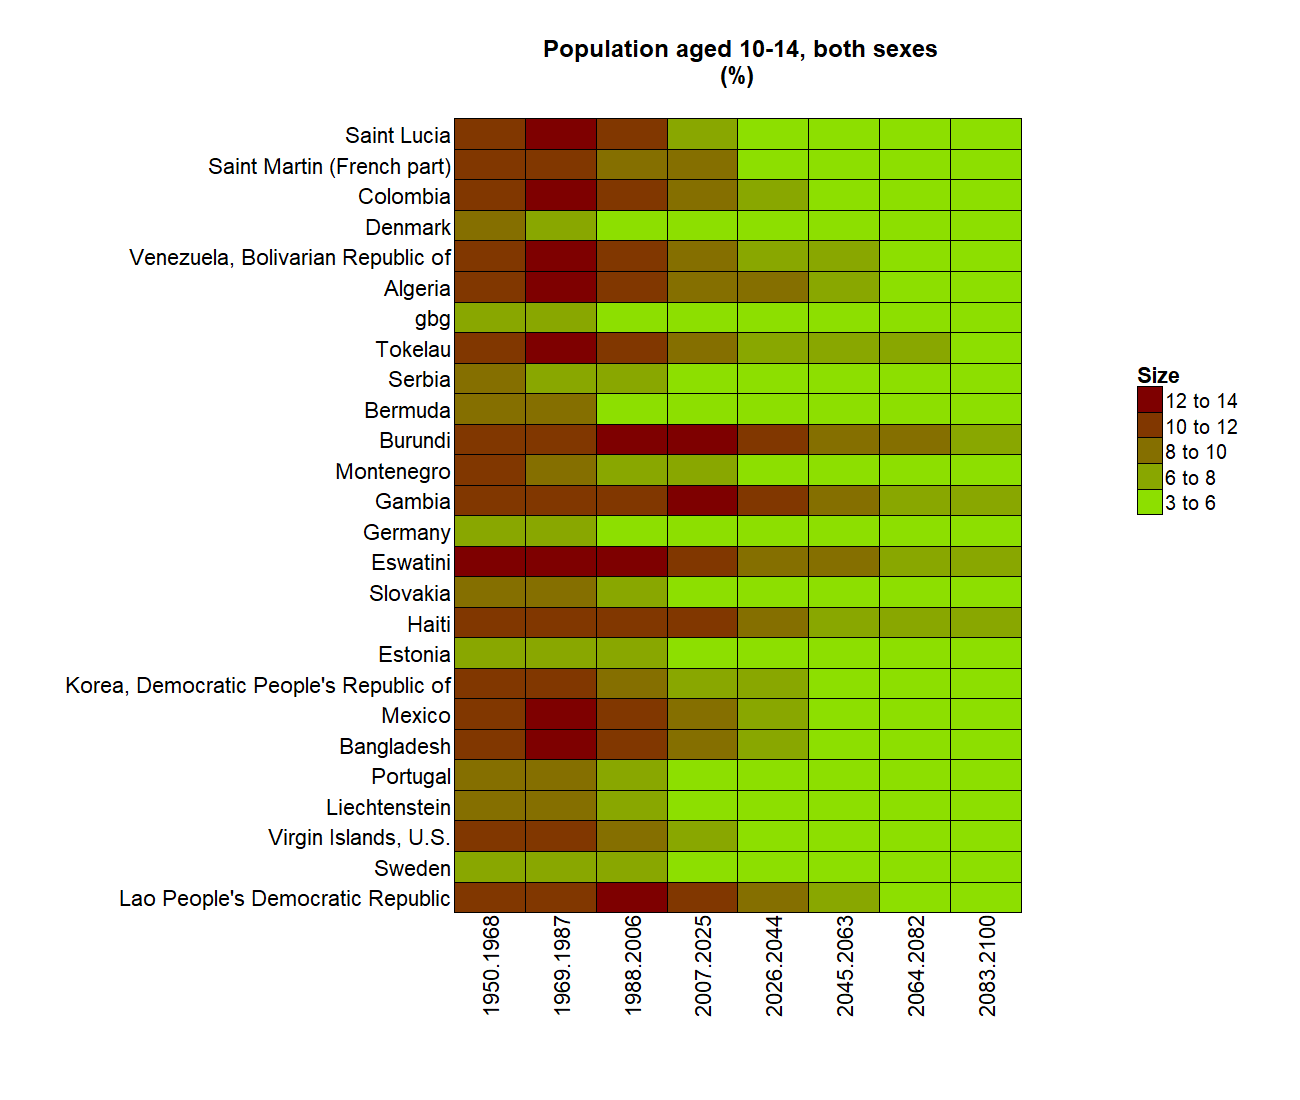 Population aged 10-14, both sexes
(%)
Saint Lucia
Saint Martin (French part)
Colombia
Denmark
Venezuela, Bolivarian Republic of
Algeria
gbg
Tokelau
Serbia
Bermuda
Burundi
Montenegro
Gambia
Germany
Eswatini
Slovakia
Haiti
Estonia
Korea, Democratic People's Republic of
Mexico
Bangladesh
Portugal
Liechtenstein
Virgin Islands, U.S.
Sweden
Lao People's Democratic Republic
1950.1968
1969.1987
1988.2006
2007.2025
2026.2044
2045.2063
2064.2082
2083.2100
Size
12 to 14
10 to 12
8 to 10
6 to 8
3 to 6